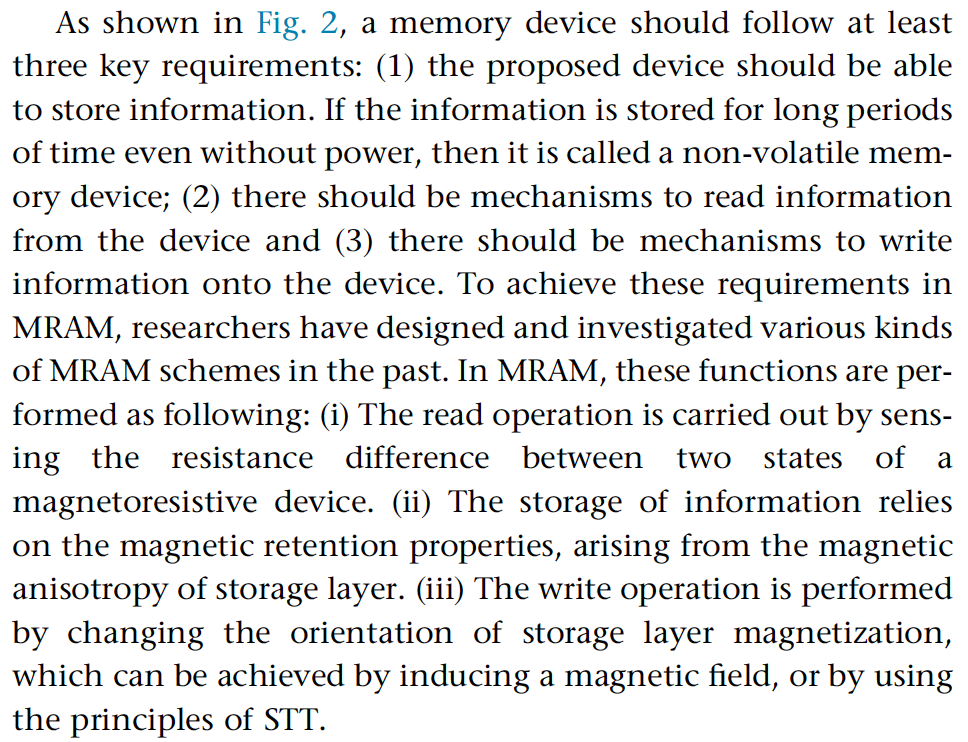 As shown in Fig. 2, a memory device should follow at least
three key requirements: (1) the proposed device should be able
to store information. If the information is stored for long periods
of time even without power, then it is called a non-volatile mem-
ory device; (2) there should be mechanisms to read information
from the device and (3) there should be mechanisms to write
information onto the device. To achieve these requirements in
MRAM, researchers have designed and investigated various kinds
of MRAM schemes in the past. In MRAM, these functions are per-
formed as following: (i) The read operation is carried out by sens-
ing the resistance difference between two states of a
magnetoresistive device. (ii) The storage of information relies
on the magnetic retention properties, arising from the magnetic
anisotropy of storage layer. (iii) The write operation is performed
by changing the orientation of storage layer magnetization,
which can be achieved by inducing a magnetic field, or by using
the principles of STT.